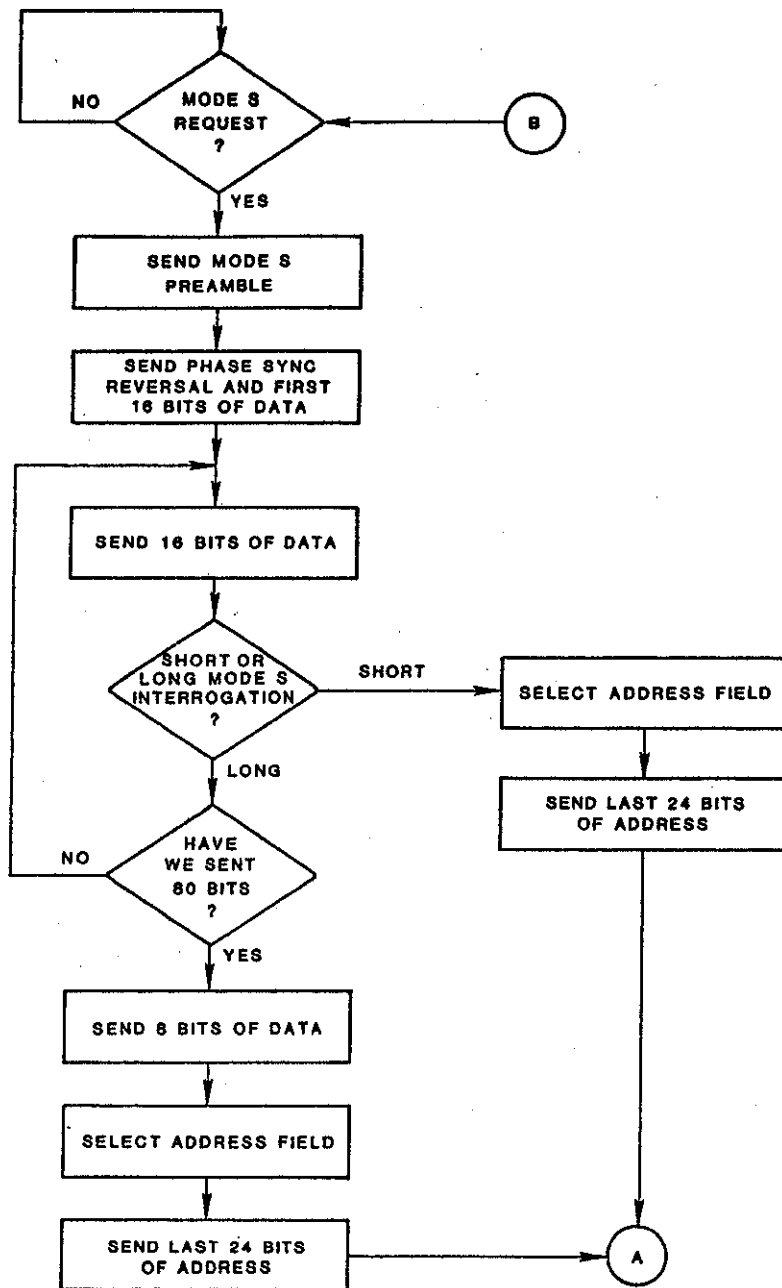 MODE S
REQUEST
?
NO
B
YES
SEND MODE S
PREAMBLE
SEND PHASE SYNC
REVERSAL AND FIRST
16 BITS OF DATA
SEND 16 BITS OF DATA
SHORT OR
LONG MODE S
INTERROGATION
?
SHORT
SELECT ADDRESS FIELD
LONG
SEND LAST 24 BITS
OF ADDRESS
HAVE
WE SENT
80 BITS
?
NO
YES
SEND 8 BITS OF DATA
SELECT ADDRESS FIELD
SEND LAST 24 BITS
OF ADDRESS
A